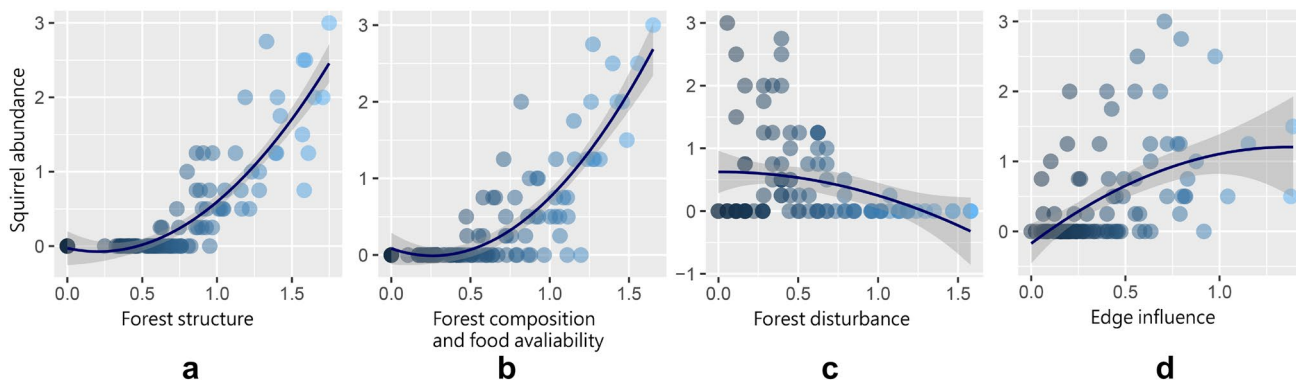 Squirrel abundance
3
2
1
0
0.0 0.5 1.0 1.5
Forest structure
a
3
2
1
0
0.0 0.5 1.0 1.5
Forest composition
and food avaliability
b
3
2
1
0
−1
0.0 0.5 1.0 1.5
Forest disturbance
c
3
2
1
0
0.0 0.5 1.0
Edge influence
d